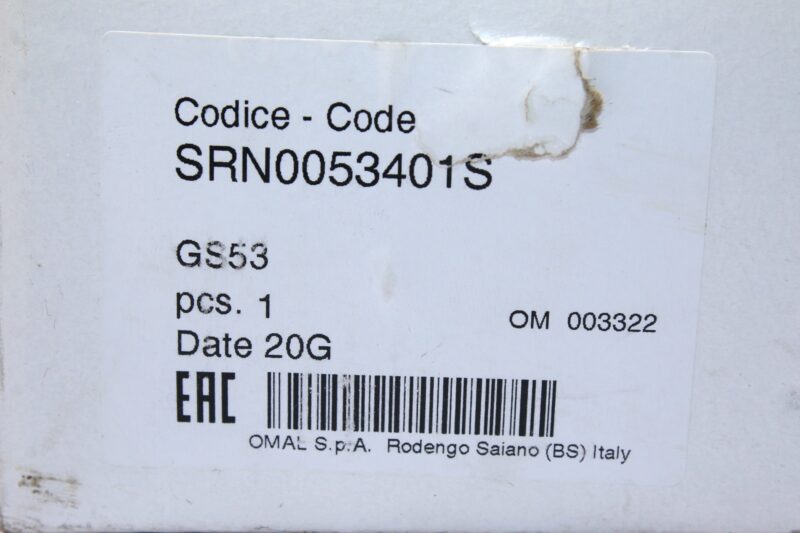 Codice - Code
SRN0053401S
GS53
pcs. 1
OM 003322
Date 20G
EAC
OMAL S.p.A. Rodengo Saiano (BS) Italy